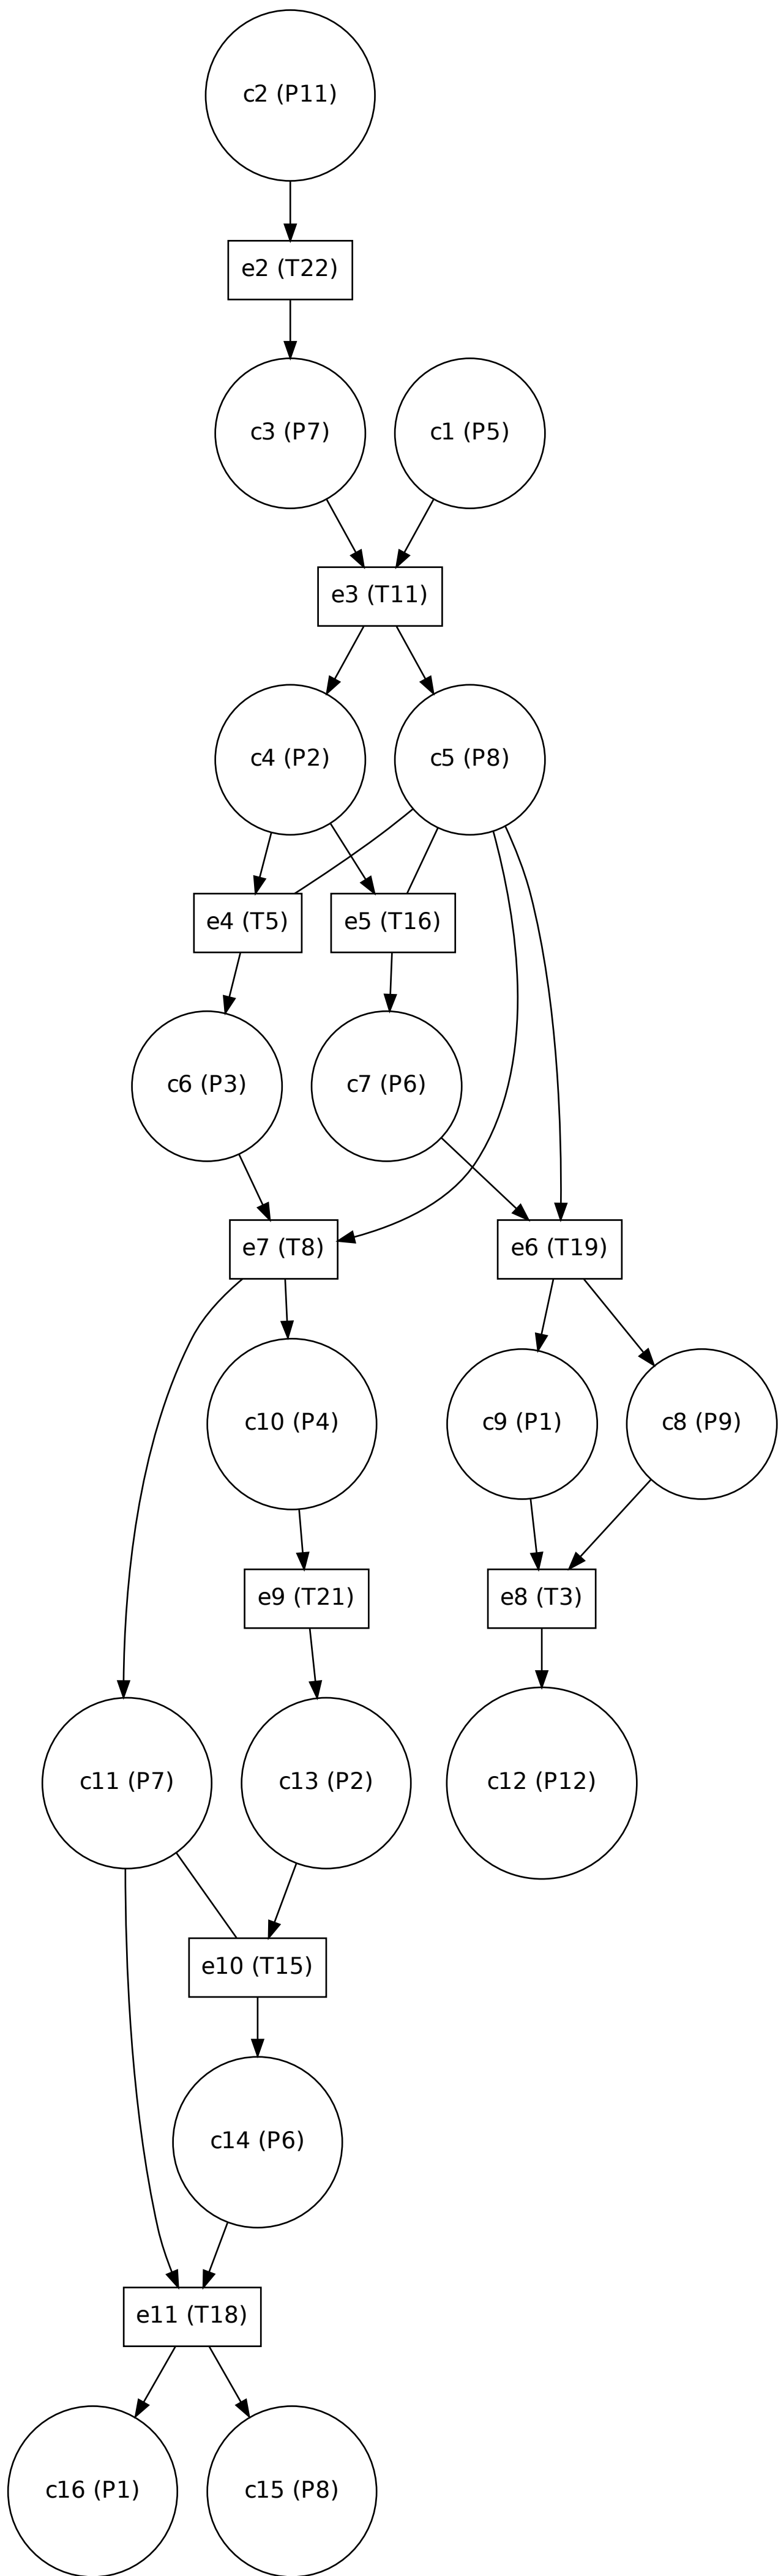 c2 (P11)
e2 (T22)
c3 (P7)
c1 (P5)
e3 (T11)
c4 (P2)
c5 (P8)
e4 (T5)
e5 (T16)
c6 (P3)
c7 (P6)
e7 (T8)
e6 (T19)
c10 (P4)
c9 (P1)
c8 (P9)
e9 (T21)
e8 (T3)
c11 (P7)
c13 (P2)
c12 (P12)
e10 (T15)
c14 (P6)
e11 (T18)
c16 (P1)
c15 (P8)